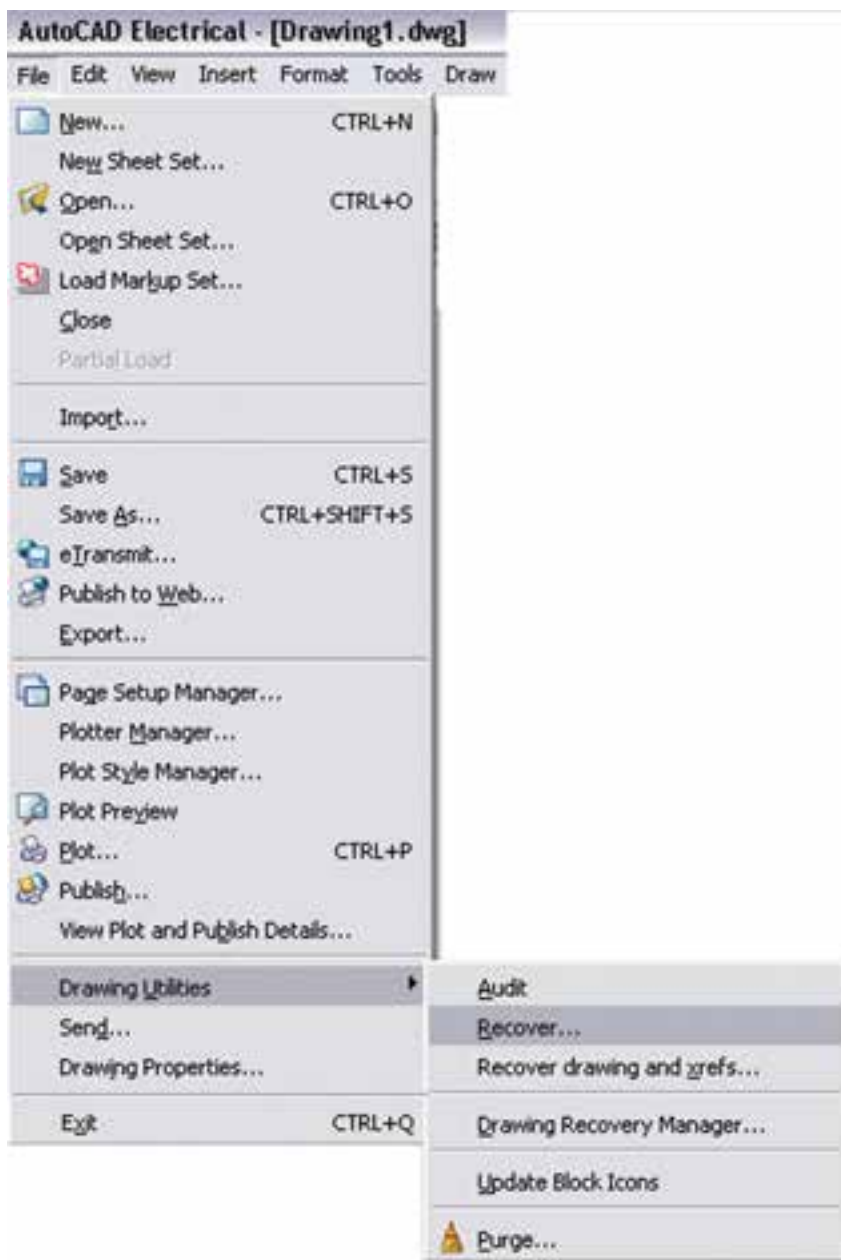 AutoCAD Electrical - [Drawing1.dwg]
File Edit View Insert Format Tools Draw
New... CTRL+N
New Sheet Set...
Open... CTRL+O
Open Sheet Set...
Load Markup Set...
Close
Partial Load
Import...
Save CTRL+S
Save As... CTRL+SHIFT+S
eTransmit...
Publish to Web...
Export...
Page Setup Manager...
Plotter Manager...
Plot Style Manager...
Plot Preview
Plot... CTRL+P
Publish...
View Plot and Publish Details...
Drawing Utilities
Send...
Drawing Properties...
Exit CTRL+Q
Audit
Recover...
Recover drawing and xrefs...
Drawing Recovery Manager...
Update Block Icons
Purge...